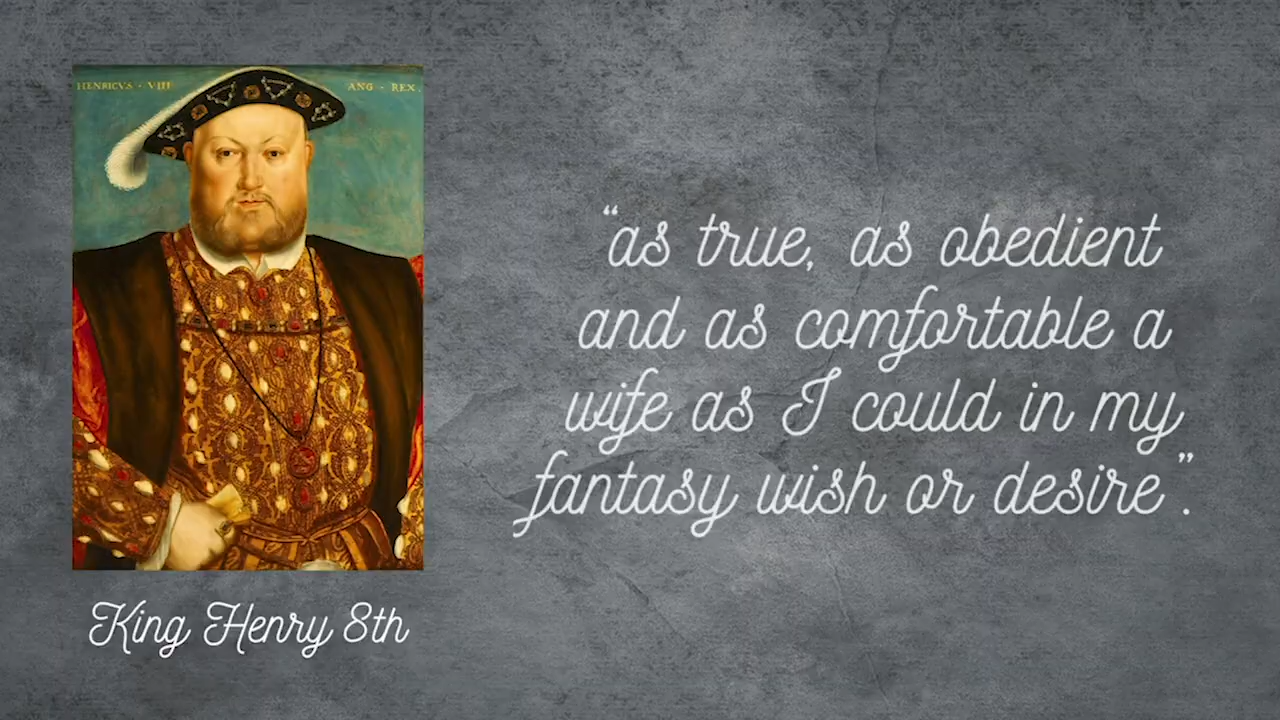 HENRICVS · VIII
ANG · REX .
“as true, as obedient
and as comfortable a
wife as I could in my
fantasy wish or desire”.
King Henry 8th